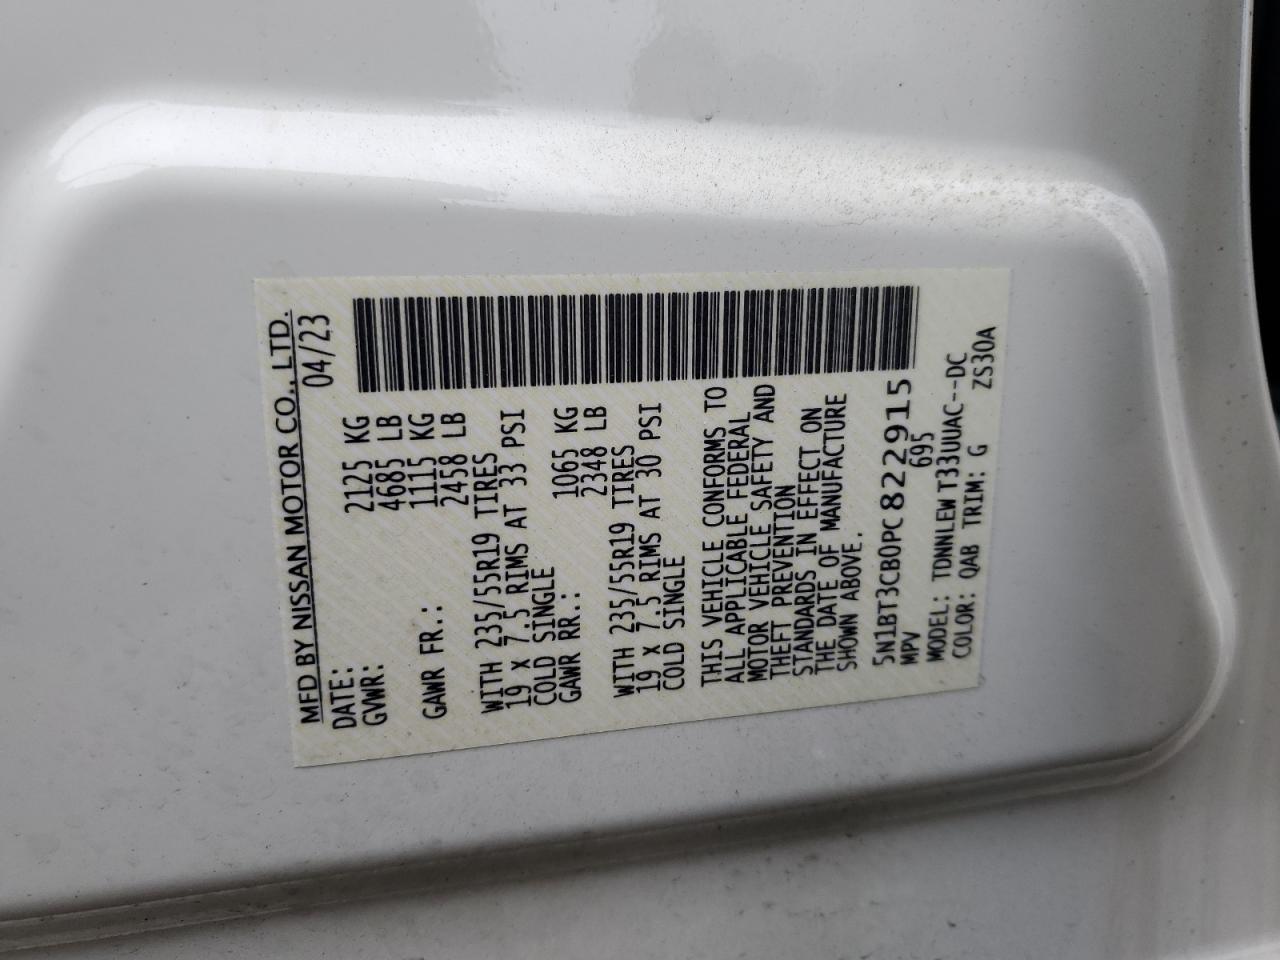 MFD BY NISSAN MOTOR CO., LTD.
DATE: 04/23
GVWR: 2125 KG
4685 LB
GAWR FR.: 1115 KG
2458 LB
WITH 235/55R19 TIRES
19 X 7.5 RIMS AT 33 PSI
COLD SINGLE
GAWR RR.: 1065 KG
2348 LB
WITH 235/55R19 TIRES
19 X 7.5 RIMS AT 30 PSI
COLD SINGLE
THIS VEHICLE CONFORMS TO
ALL APPLICABLE FEDERAL
MOTOR VEHICLE SAFETY AND
THEFT PREVENTION
STANDARDS IN EFFECT ON
THE DATE OF MANUFACTURE
SHOWN ABOVE.
5N1BT3CB0PC822915
MPV 695
MODEL: TDNNLEW T33UUAC--DC
COLOR: QAB TRIM: G ZS30A